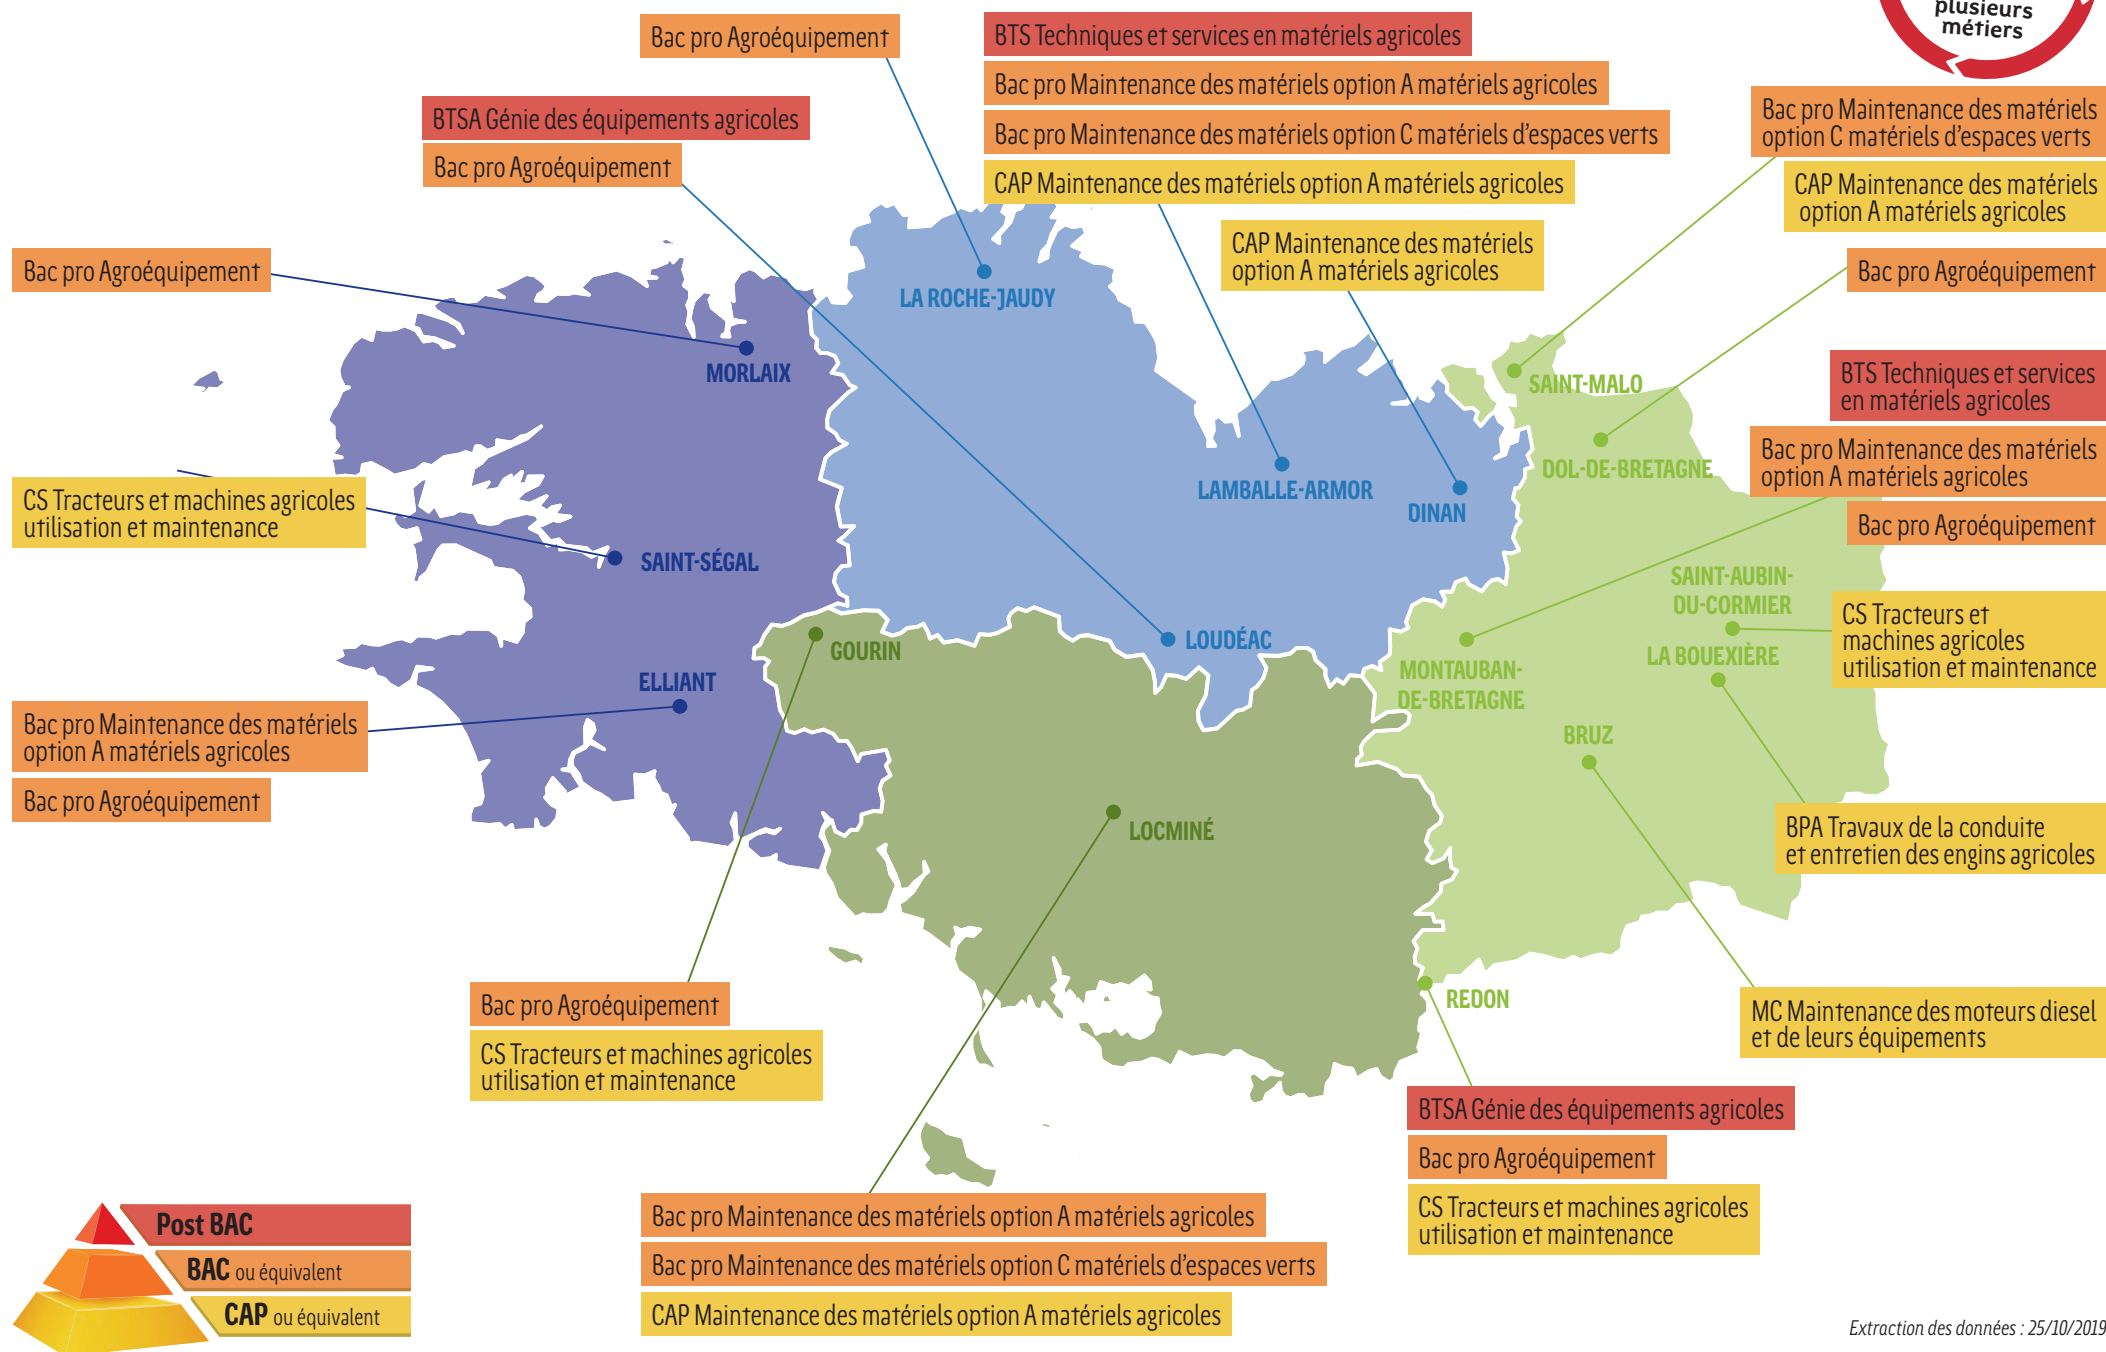 plusieurs
métiers
Bac pro Agroéquipement
BTS Techniques et services en matériels agricoles
Bac pro Maintenance des matériels option A matériels agricoles
Bac pro Maintenance des matériels option C matériels d'espaces verts
CAP Maintenance des matériels option A matériels agricoles
BTSA Génie des équipements agricoles
Bac pro Agroéquipement
Bac pro Maintenance des matériels
option C matériels d'espaces verts
CAP Maintenance des matériels
option A matériels agricoles
CAP Maintenance des matériels
option A matériels agricoles
Bac pro Agroéquipement
Bac pro Agroéquipement
LA ROCHE-JAUDY
MORLAIX
SAINT-MALO
BTS Techniques et services
en matériels agricoles
Bac pro Maintenance des matériels
option A matériels agricoles
Bac pro Agroéquipement
DOL-DE-BRETAGNE
LAMBALLE-ARMOR
DINAN
CS Tracteurs et machines agricoles
utilisation et maintenance
SAINT-SÉGAL
SAINT-AUBIN-
DU-CORMIER
CS Tracteurs et
machines agricoles
utilisation et maintenance
GOURIN
LOUDÉAC
LA BOUEXIÈRE
MONTAUBAN-
DE-BRETAGNE
ELLIANT
Bac pro Maintenance des matériels
option A matériels agricoles
Bac pro Agroéquipement
BRUZ
LOCMINÉ
BPA Travaux de la conduite
et entretien des engins agricoles
REDON
MC Maintenance des moteurs diesel
et de leurs équipements
Bac pro Agroéquipement
CS Tracteurs et machines agricoles
utilisation et maintenance
BTSA Génie des équipements agricoles
Bac pro Agroéquipement
CS Tracteurs et machines agricoles
utilisation et maintenance
Bac pro Maintenance des matériels option A matériels agricoles
Bac pro Maintenance des matériels option C matériels d'espaces verts
CAP Maintenance des matériels option A matériels agricoles
Post BAC
BAC ou équivalent
CAP ou équivalent
Extraction des données : 25/10/2019